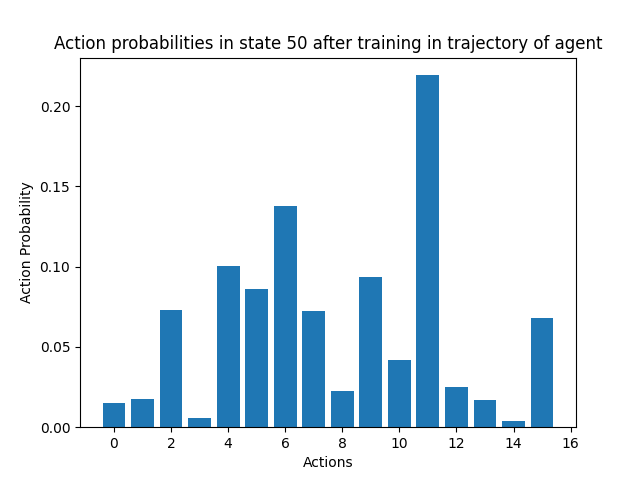 Action probabilities in state 50 after training in trajectory of agent
0.20
0.15
0.10
0.05
0.00
Action Probability
0 2 4 6 8 10 12 14 16
Actions